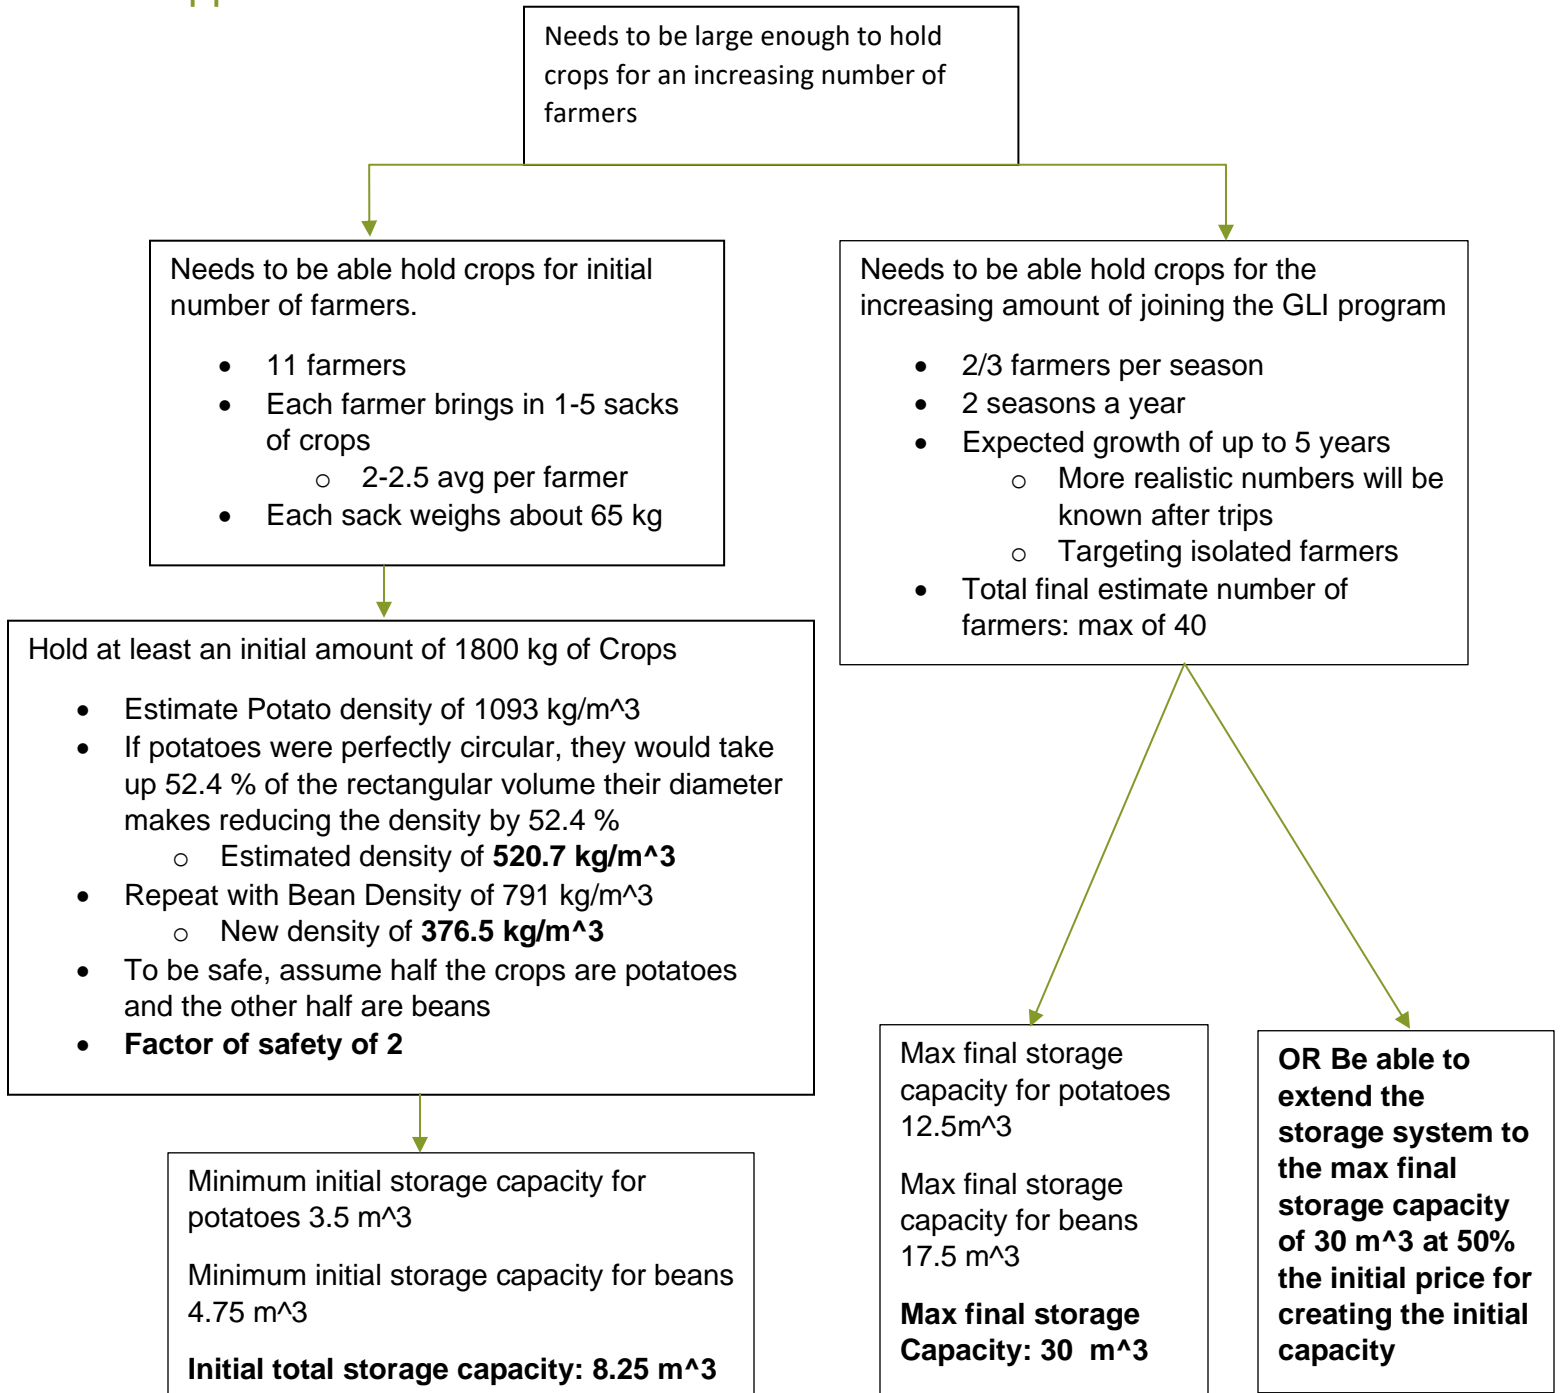 Needs to be large enough to hold
crops for an increasing number of
farmers
Needs to be able hold crops for initial
number of farmers.
• 11 farmers
• Each farmer brings in 1-5 sacks
of crops
o 2-2.5 avg per farmer
• Each sack weighs about 65 kg
Needs to be able hold crops for the
increasing amount of joining the GLI program
• 2/3 farmers per season
• 2 seasons a year
• Expected growth of up to 5 years
o More realistic numbers will be
known after trips
o Targeting isolated farmers
• Total final estimate number of
farmers: max of 40
Hold at least an initial amount of 1800 kg of Crops
• Estimate Potato density of 1093 kg/m^3
• If potatoes were perfectly circular, they would take
up 52.4 % of the rectangular volume their diameter
makes reducing the density by 52.4 %
o Estimated density of 520.7 kg/m^3
• Repeat with Bean Density of 791 kg/m^3
o New density of 376.5 kg/m^3
• To be safe, assume half the crops are potatoes
and the other half are beans
• Factor of safety of 2
Minimum initial storage capacity for
potatoes 3.5 m^3
Minimum initial storage capacity for beans
4.75 m^3
Initial total storage capacity: 8.25 m^3
Max final storage
capacity for potatoes
12.5m^3
Max final storage
capacity for beans
17.5 m^3
Max final storage
Capacity: 30 m^3
OR Be able to
extend the
storage system to
the max final
storage capacity
of 30 m^3 at 50%
the initial price for
creating the initial
capacity